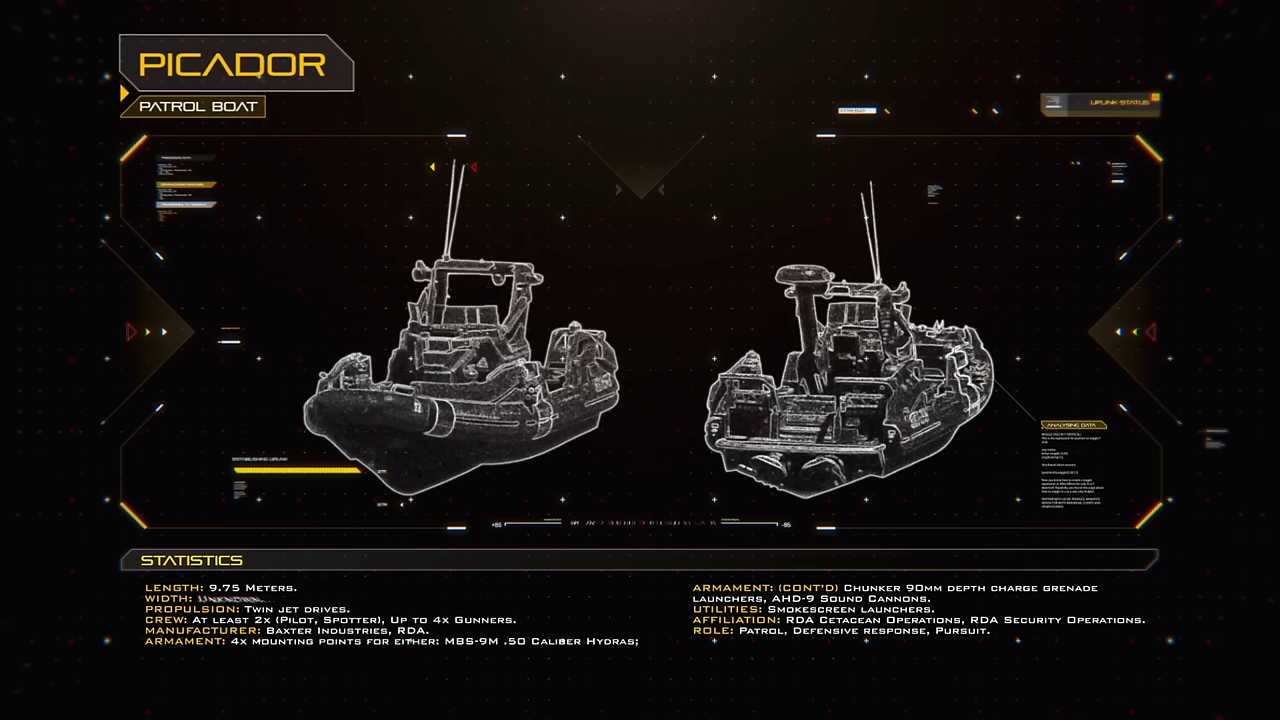 PICADOR
PATROL BOAT
UPLINK-STATUS
ESTABLISHING UPLINK
ANALYSING DATA
+85
-85
STATISTICS
LENGTH: 9.75 METERS.
WIDTH:
PROPULSION: TWIN JET DRIVES.
CREW: AT LEAST 2X (PILOT, SPOTTER), UP TO 4X GUNNERS.
MANUFACTURER: BAXTER INDUSTRIES, RDA.
ARMAMENT: 4X MOUNTING POINTS FOR EITHER: MBS-9M .50 CALIBER HYDRAS;
ARMAMENT: (CONT'D) CHUNKER 90MM DEPTH CHARGE GRENADE
LAUNCHERS, AHD-9 SOUND CANNONS.
UTILITIES: SMOKESCREEN LAUNCHERS.
AFFILIATION: RDA CETACEAN OPERATIONS, RDA SECURITY OPERATIONS.
ROLE: PATROL, DEFENSIVE RESPONSE, PURSUIT.